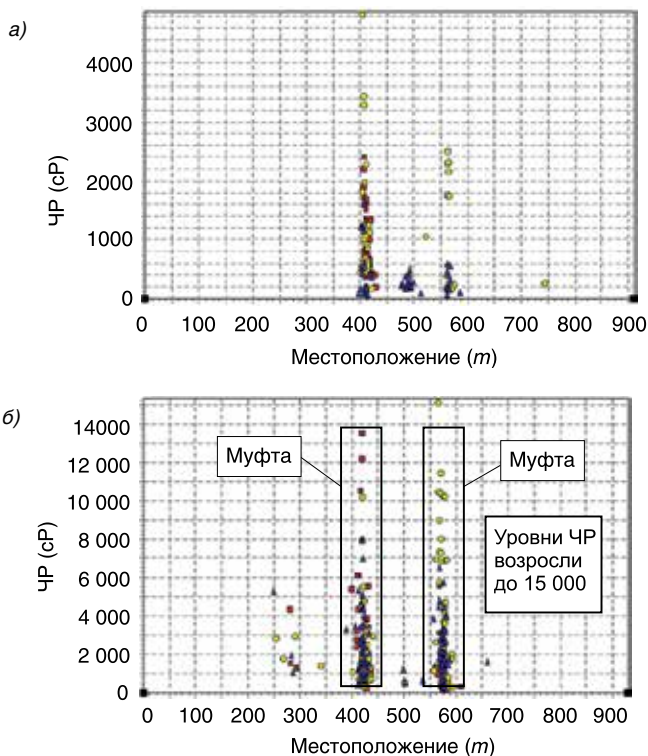 а)
ЧР (cP)
4000
3000
2000
1000
0
0 100 200 300 400 500 600 700 800 900
Местоположение (m)
б)
ЧР (cP)
14000
12 000
10 000
8 000
6 000
4 000
2 000
0
Муфта
Муфта
Уровни ЧР
возросли
до 15 000
0 100 200 300 400 500 600 700 800 900
Местоположение (m)